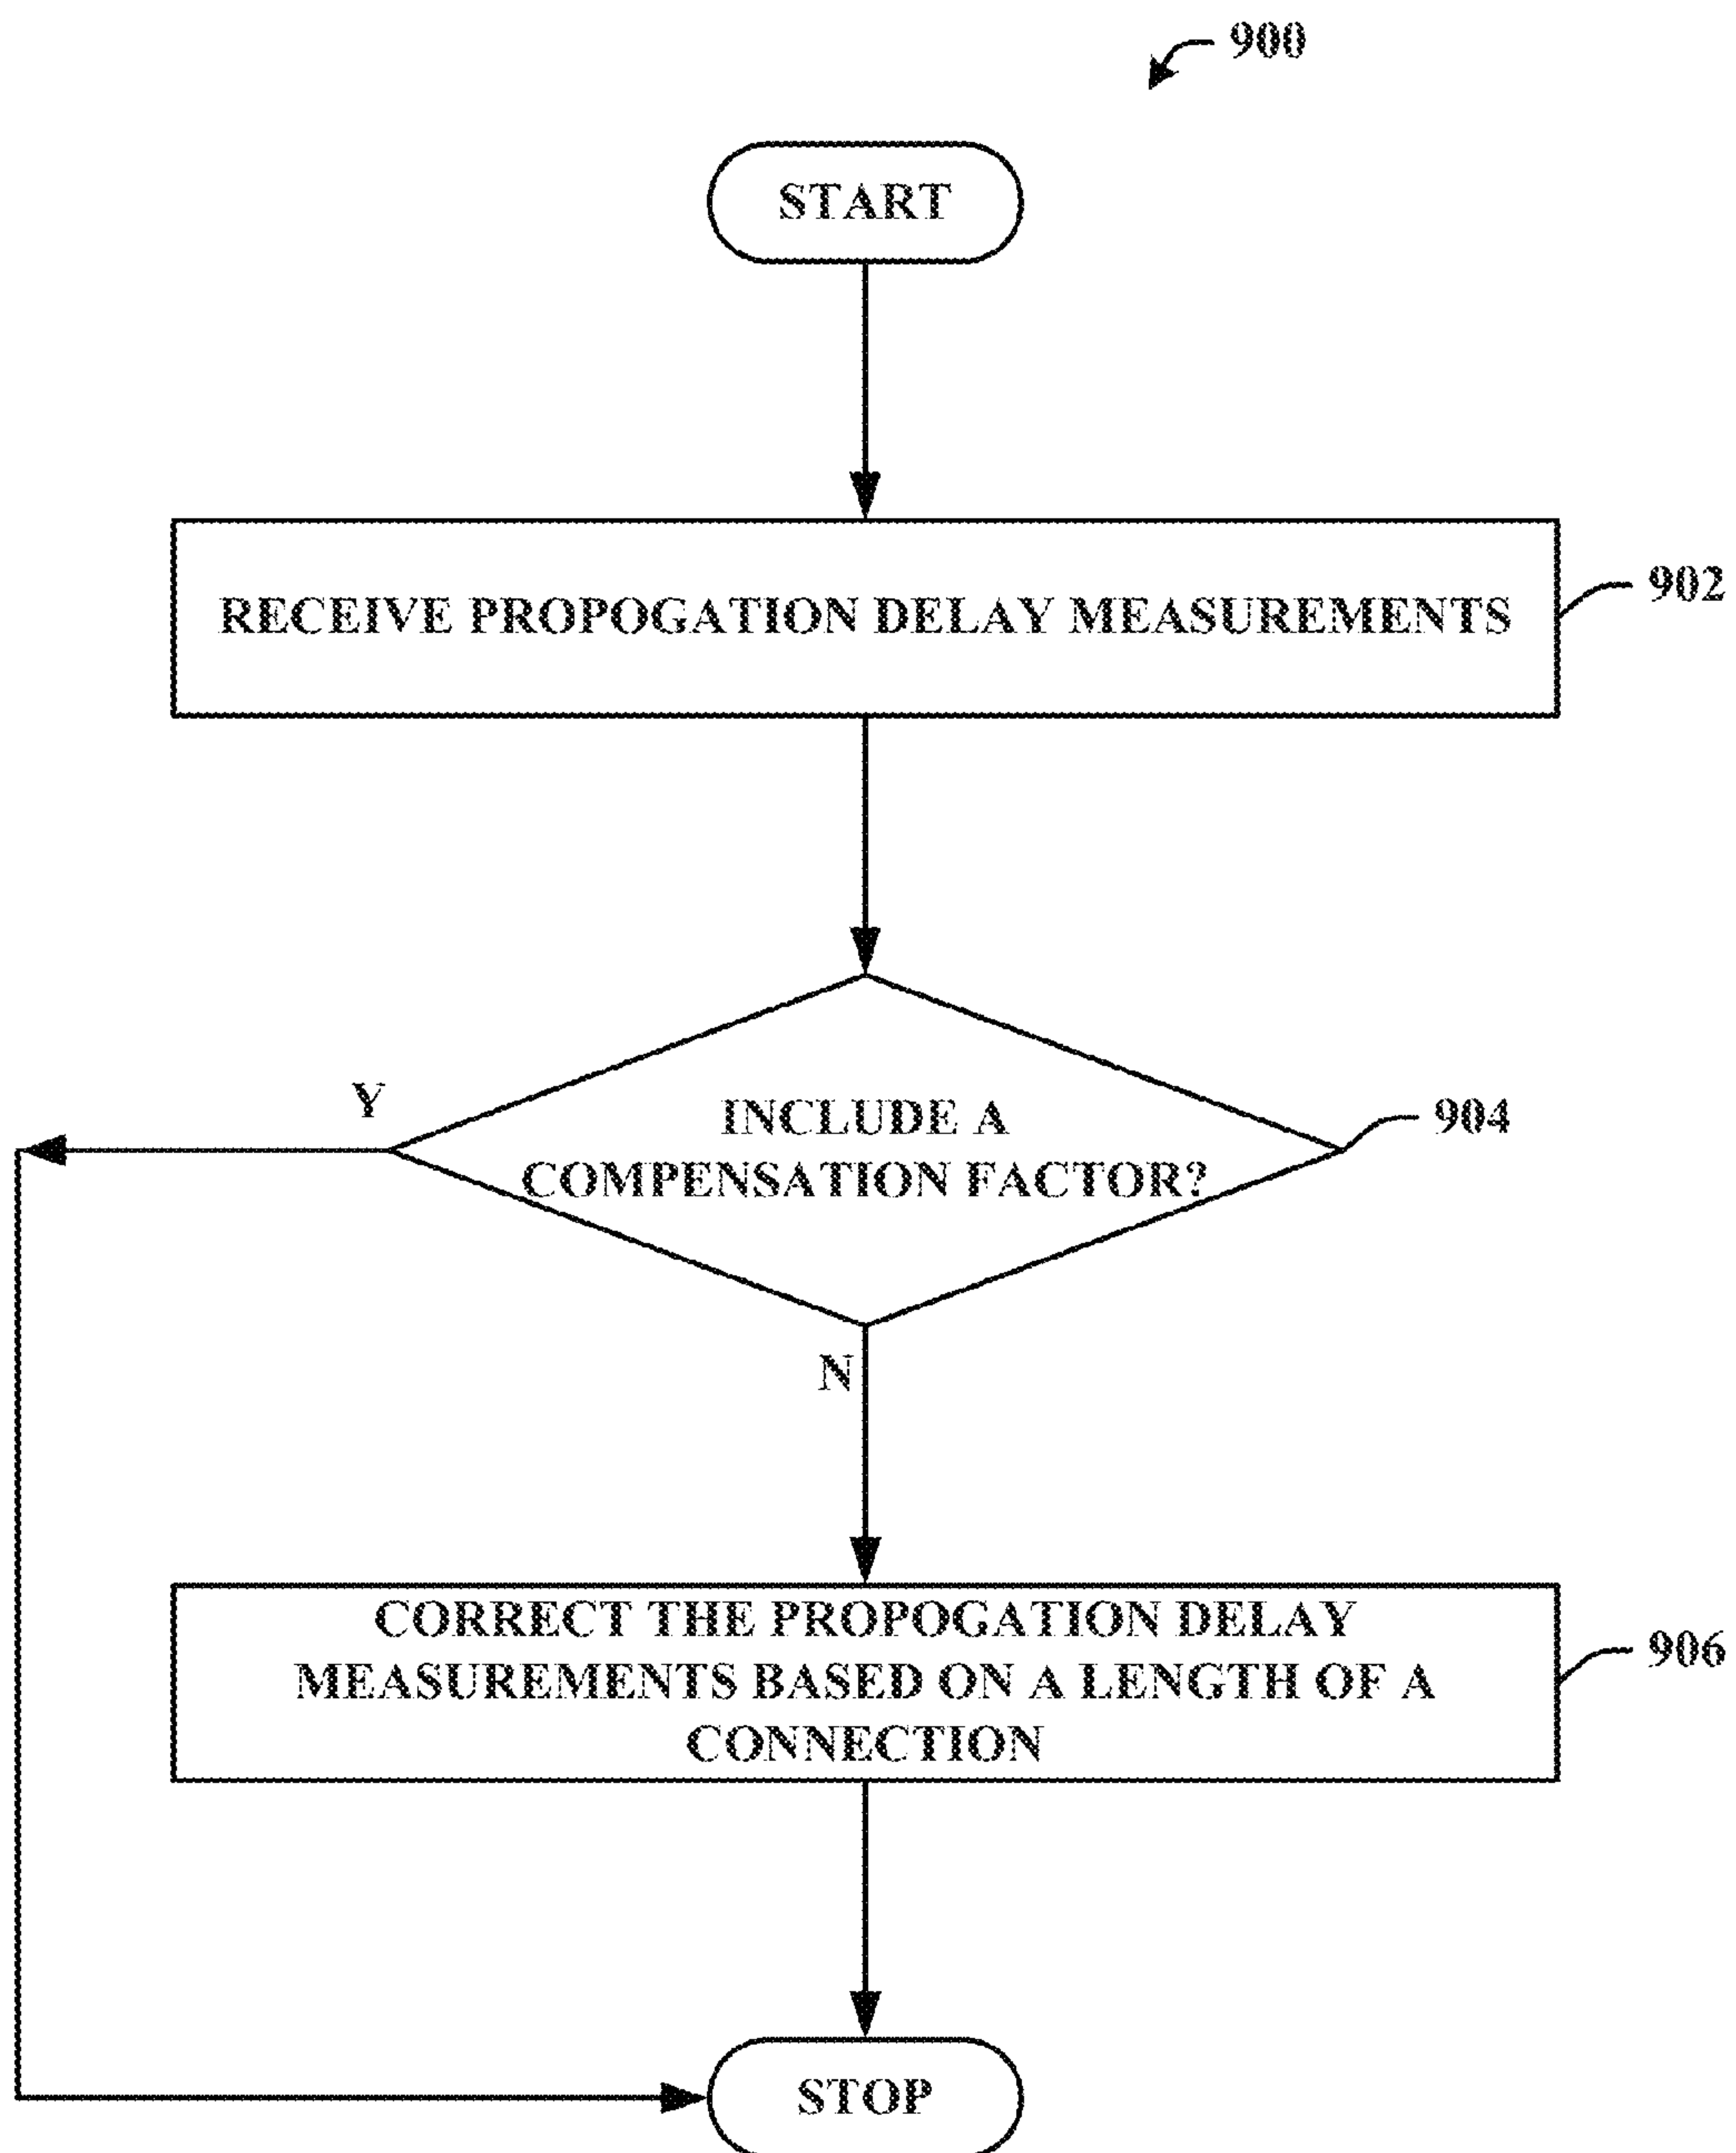 900
START
RECEIVE PROPOGATION DELAY MEASUREMENTS
902
Y
INCLUDE A
COMPENSATION FACTOR?
904
N
CORRECT THE PROPOGATION DELAY
MEASUREMENTS BASED ON A LENGTH OF A
CONNECTION
906
STOP